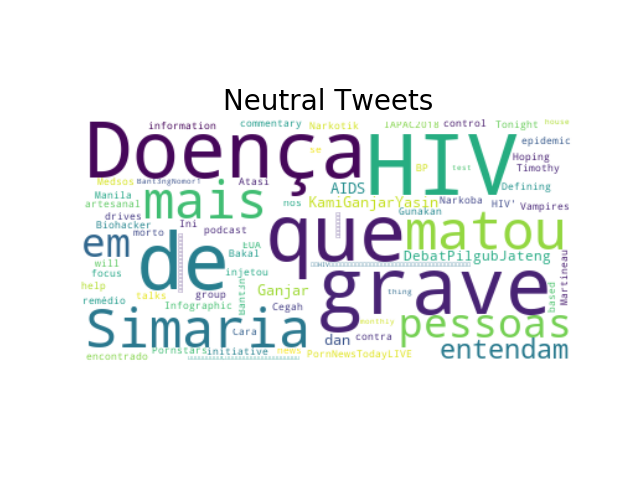 Neutral Tweets
information commentary Narkotik IAPAC2018 control Tonight house
Doença HIV se epidemic
BP test Hoping
Timothy
Medsos Atasi AIDS Defining
Manila mais nos KamiGanjarYasin Narkoba HIV' Vampires
artesanal Gunakan
drives Ini podcast que matou
Biohacker morto
em de EUA DebatPilgubJateng
will Bakal
focus injetou grave thing based Martineau
help talks Ganjar
remédio Infographic group Cegah
Simaria Cara monthly pessoas
dan contra entendam
encontrado Pornstars initiative news PornNewsTodayLIVE